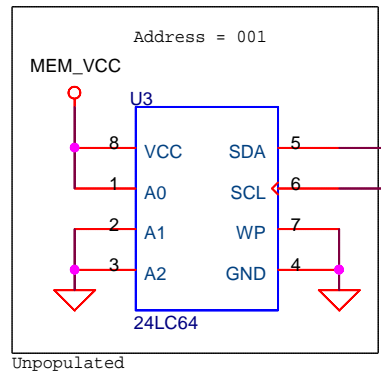 Address = 001
MEM_VCC
U3
8 VCC SDA 5
1 A0 SCL 6
2 A1 WP 7
3 A2 GND 4
24LC64
Unpopulated